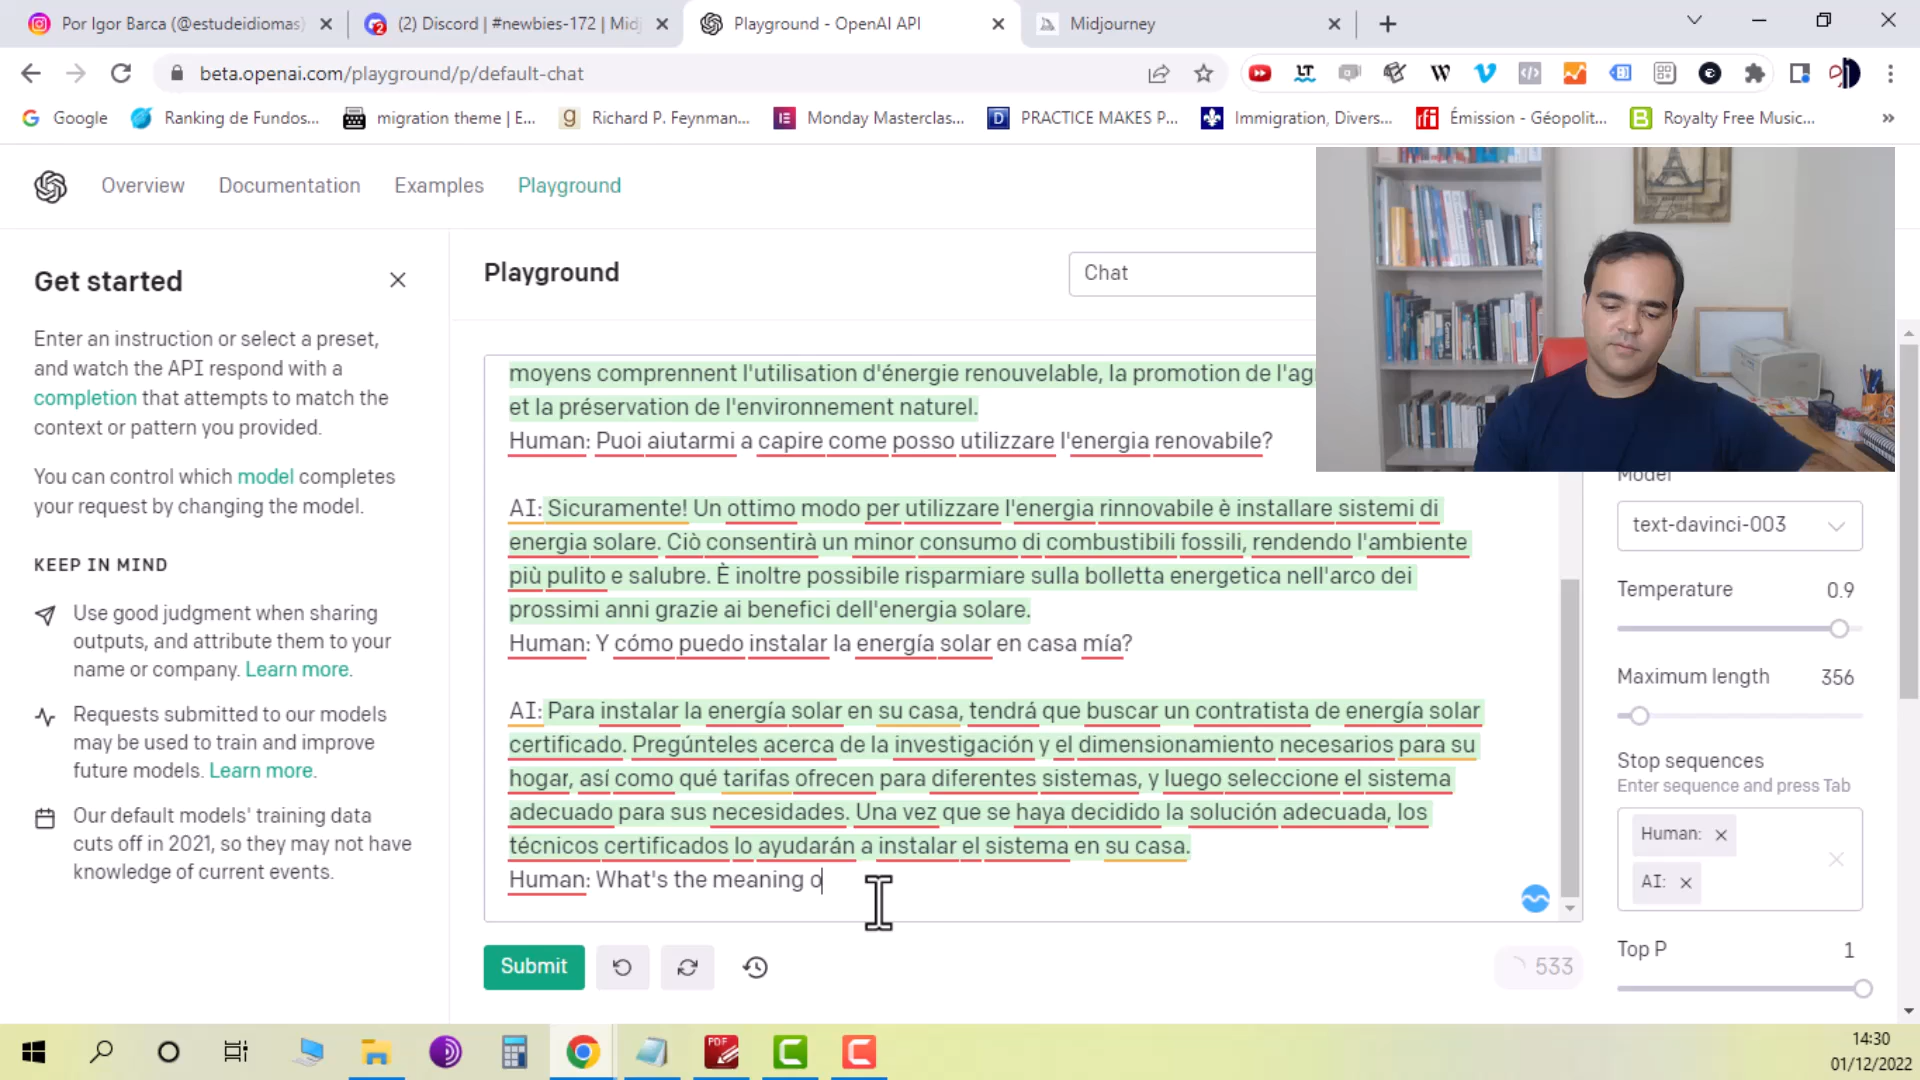 Por Igor Barca (@estudeidiomas)
(2) Discord | #newbies-172 | Midj
Playground - OpenAI API
Midjourney
beta.openai.com/playground/p/default-chat
Google
Ranking de Fundos...
migration theme | E...
Richard P. Feynman...
Monday Masterclas...
PRACTICE MAKES P...
Immigration, Divers...
Émission - Géopolit...
Royalty Free Music...
Overview
Documentation
Examples
Playground
Get started
Enter an instruction or select a preset,
and watch the API respond with a
completion that attempts to match the
context or pattern you provided.
You can control which model completes
your request by changing the model.
KEEP IN MIND
Use good judgment when sharing
outputs, and attribute them to your
name or company. Learn more.
Requests submitted to our models
may be used to train and improve
future models. Learn more.
Our default models' training data
cuts off in 2021, so they may not have
knowledge of current events.
Playground
Chat
moyens comprennent l'utilisation d'énergie renouvelable, la promotion de l'ag
et la préservation de l'environnement naturel.
Human: Puoi aiutarmi a capire come posso utilizzare l'energia renovabile?
AI: Sicuramente! Un ottimo modo per utilizzare l'energia rinnovabile è installare sistemi di
energia solare. Ciò consentirà un minor consumo di combustibili fossili, rendendo l'ambiente
più pulito e salubre. È inoltre possibile risparmiare sulla bolletta energetica nell'arco dei
prossimi anni grazie ai benefici dell'energia solare.
Human: Y cómo puedo instalar la energía solar en casa mía?
AI: Para instalar la energía solar en su casa, tendrá que buscar un contratista de energía solar
certificado. Pregúnteles acerca de la investigación y el dimensionamiento necesarios para su
hogar, así como qué tarifas ofrecen para diferentes sistemas, y luego seleccione el sistema
adecuado para sus necesidades. Una vez que se haya decidido la solución adecuada, los
técnicos certificados lo ayudarán a instalar el sistema en su casa.
Human: What's the meaning o
Submit
533
Model
text-davinci-003
Temperature
0.9
Maximum length
356
Stop sequences
Enter sequence and press Tab
Human:
AI:
Top P
1
14:30
01/12/2022